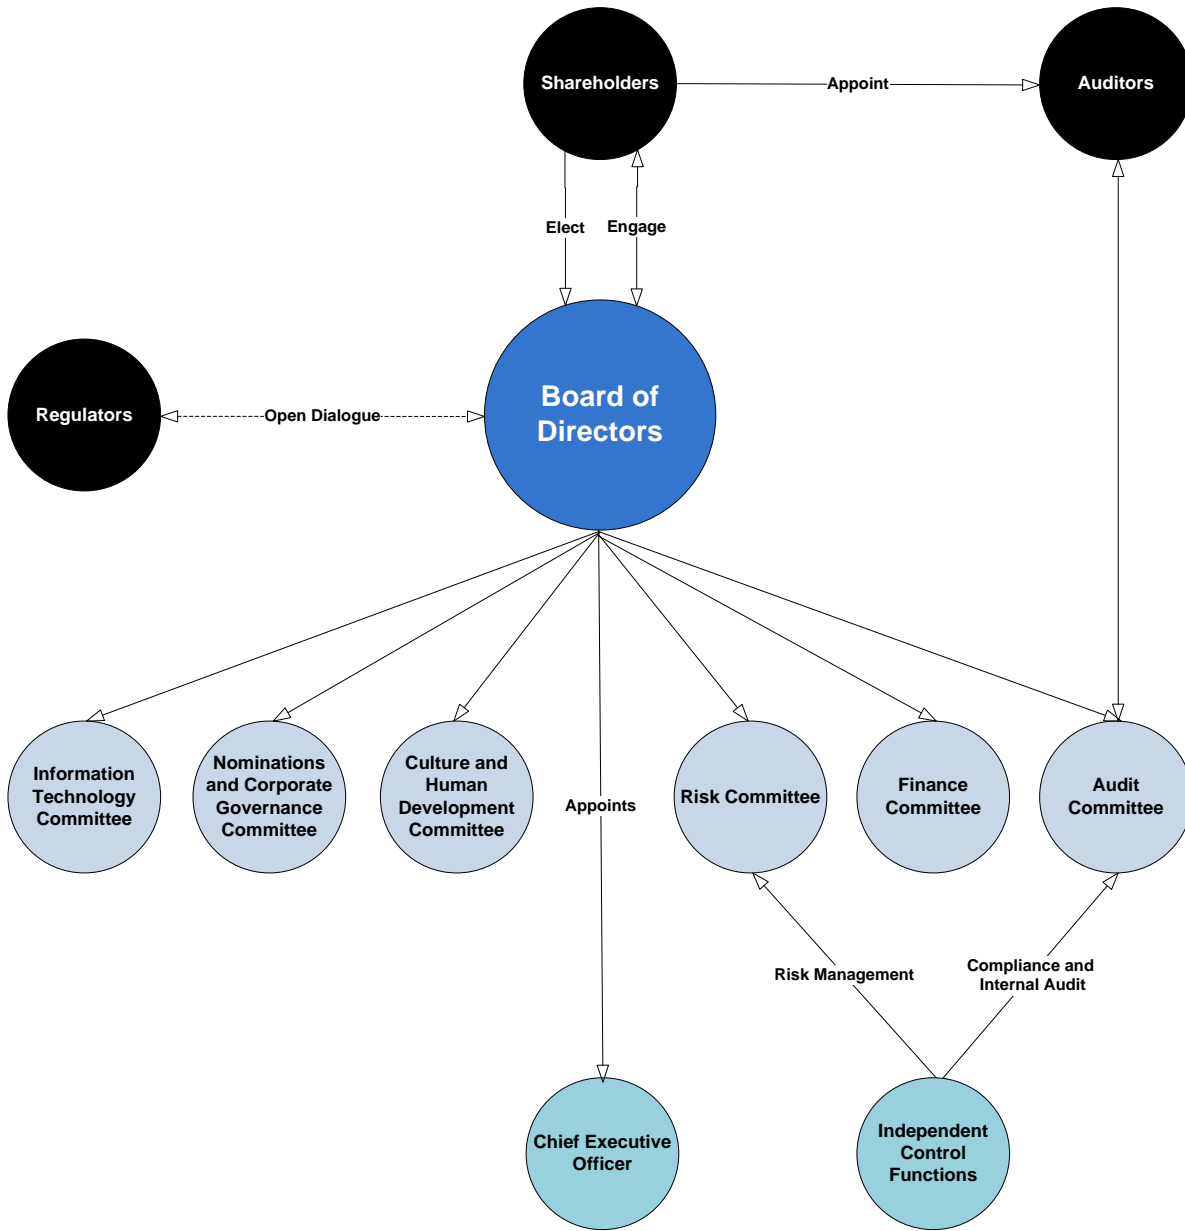 Shareholders
Appoint
Auditors
Elect
Engage
Regulators
Open Dialogue
Board of
Directors
Information
Technology
Committee
Nominations
and Corporate
Governance
Committee
Culture and
Human
Development
Committee
Appoints
Risk Committee
Finance
Committee
Audit
Committee
Risk Management
Compliance and
Internal Audit
Chief Executive
Officer
Independent
Control
Functions